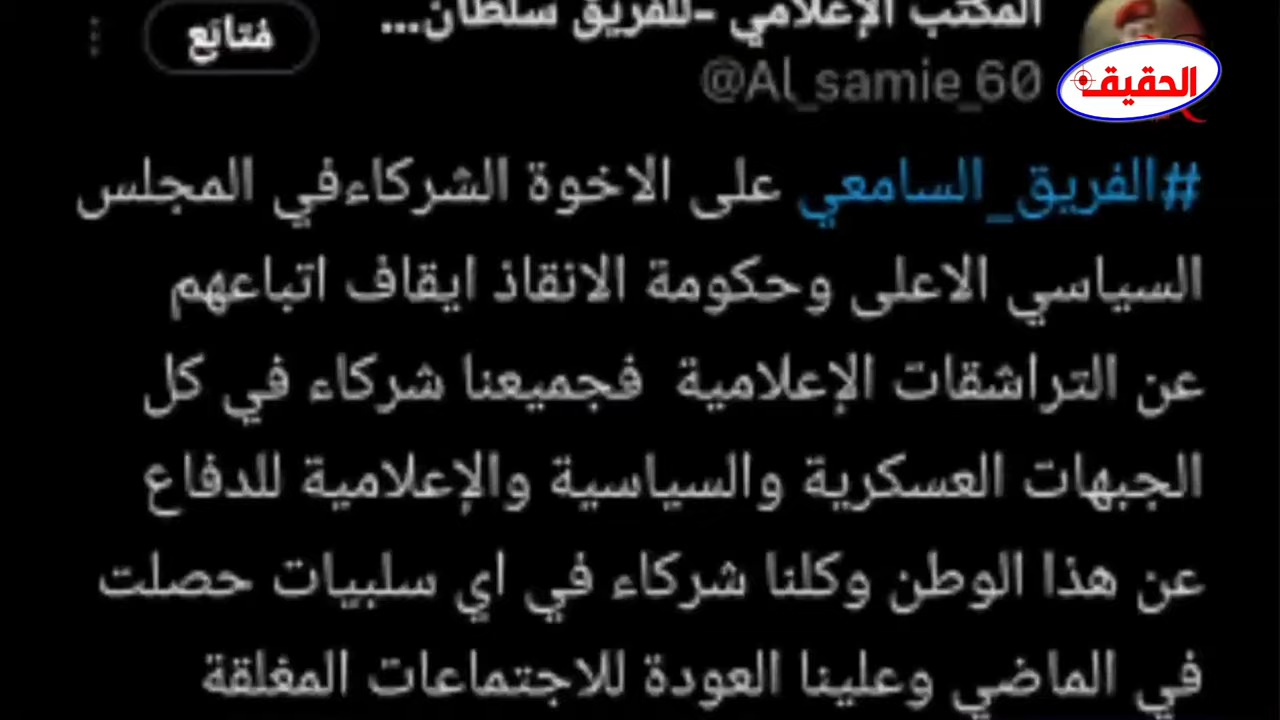 المكتب الإعلامي -للفريق سلطان...
مُتابَع
@Al_samie_60
الحقيقة
#الفريق_السامعي على الاخوة الشركاءفي المجلس
السياسي الاعلى وحكومة الانقاذ ايقاف اتباعهم
عن التراشقات الإعلامية فجميعنا شركاء في كل
الجبهات العسكرية والسياسية والإعلامية للدفاع
عن هذا الوطن وكلنا شركاء في اي سلبيات حصلت
في الماضي وعلينا العودة للاجتماعات المغلقة